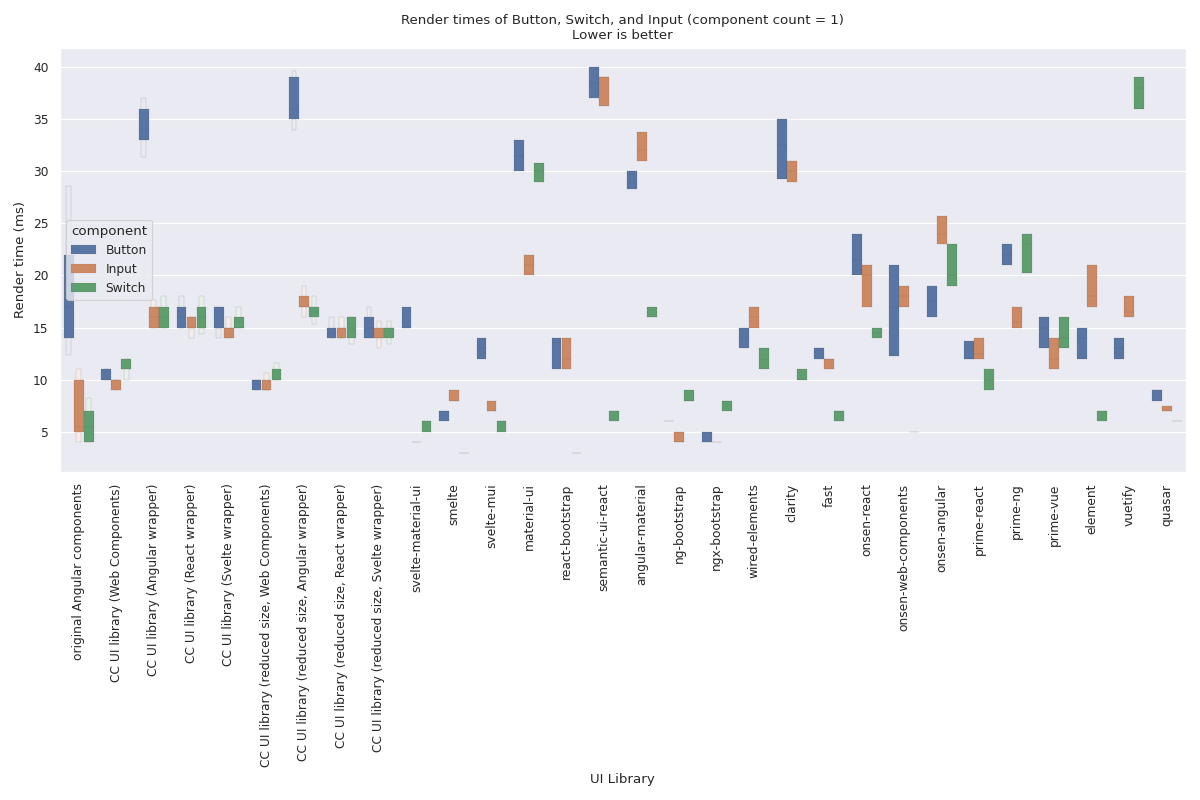 Render times of Button, Switch, and Input (component count = 1)
Lower is better
Render time (ms)
40
35
30
25
20
15
10
5
component
Button
Input
Switch
original Angular components
CC UI library (Web Components)
CC UI library (Angular wrapper)
CC UI library (React wrapper)
CC UI library (Svelte wrapper)
CC UI library (reduced size, Web Components)
CC UI library (reduced size, Angular wrapper)
CC UI library (reduced size, React wrapper)
CC UI library (reduced size, Svelte wrapper)
svelte-material-ui
smelte
svelte-mui
material-ui
react-bootstrap
semantic-ui-react
angular-material
ng-bootstrap
ngx-bootstrap
wired-elements
clarity
fast
onsen-react
onsen-web-components
onsen-angular
prime-react
prime-ng
prime-vue
element
vuetify
quasar
UI Library